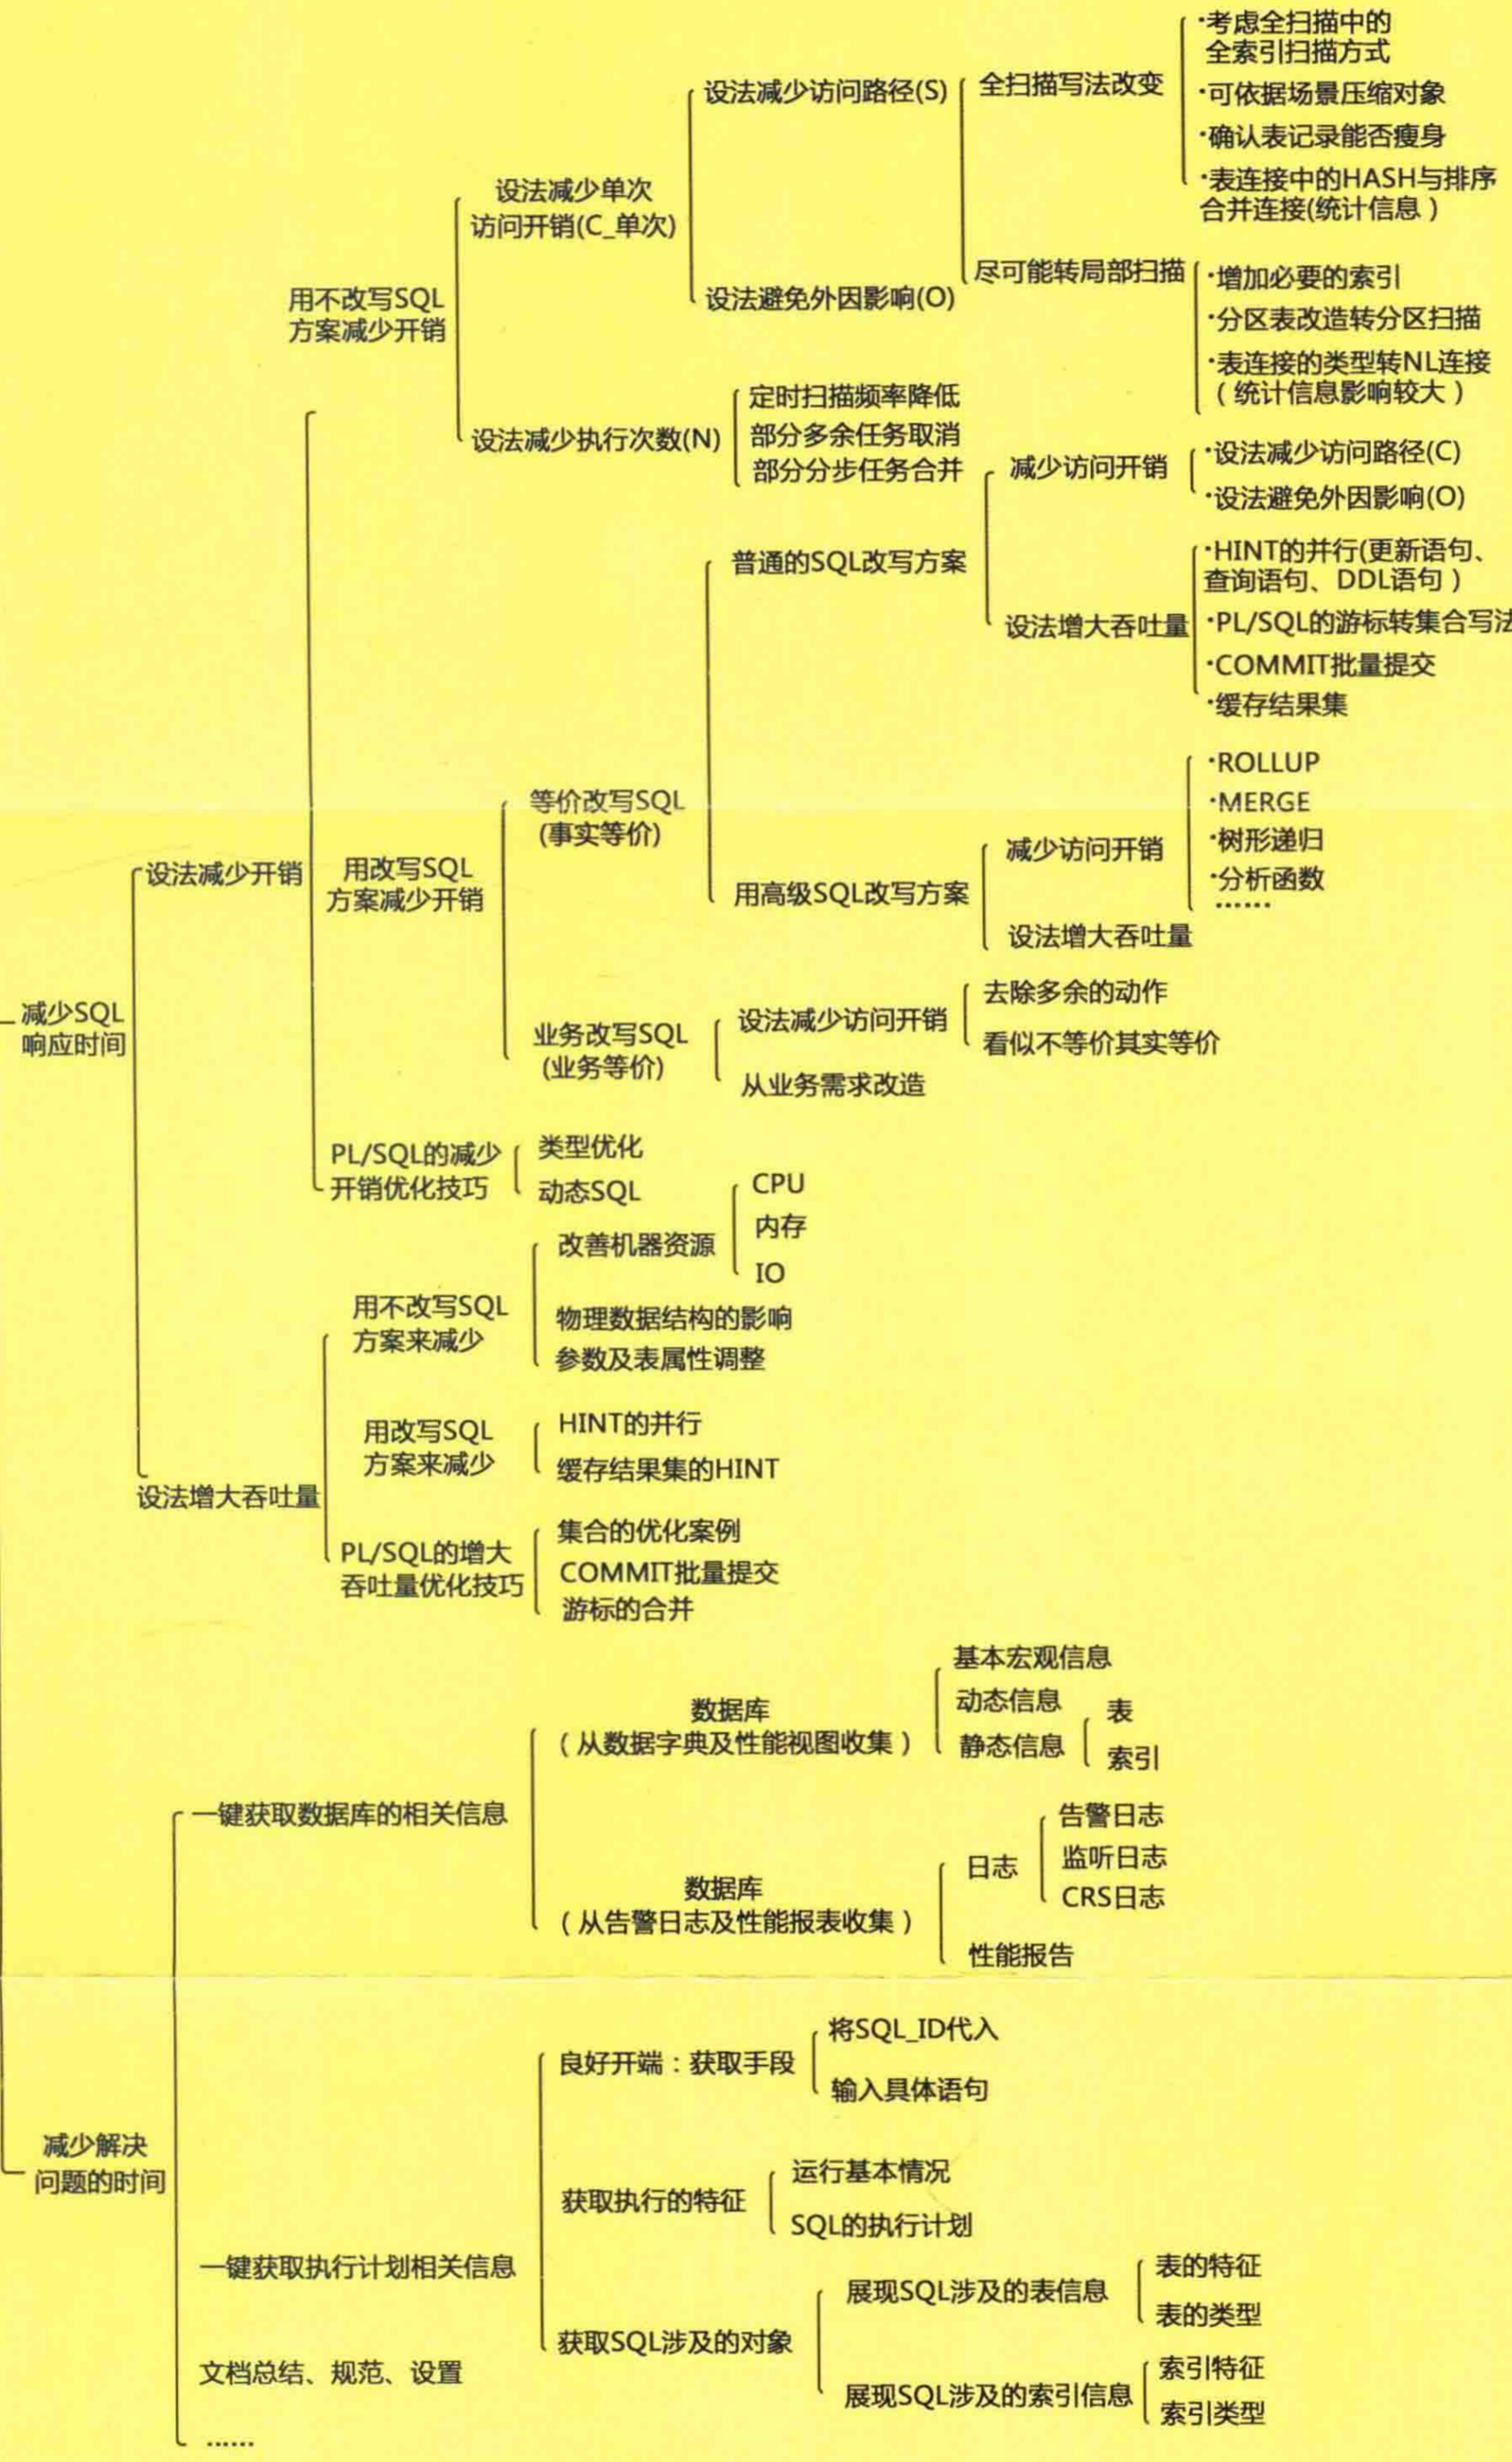 ·考虑全扫描中的
全索引扫描方式
设法减少访问路径(S)
全扫描写法改变
·可依据场景压缩对象
·确认表记录能否瘦身
·表连接中的HASH与排序
合并连接(统计信息）
设法减少单次
访问开销(C_单次)
尽可能转局部扫描
·增加必要的索引
用不改写SQL
方案减少开销
设法避免外因影响(O)
·分区表改造转分区扫描
·表连接的类型转NL连接
（统计信息影响较大）
定时扫描频率降低
设法减少执行次数(N)
部分多余任务取消
部分分步任务合并
减少访问开销
·设法减少访问路径(C)
·设法避免外因影响(O)
普通的SQL改写方案
·HINT的并行(更新语句、
查询语句、DDL语句）
设法增大吞吐量
·PL/SQL的游标转集合写法
·COMMIT批量提交
·缓存结果集
·ROLLUP
等价改写SQL
(事实等价)
·MERGE
·树形递归
减少访问开销
设法减少开销
用改写SQL
方案减少开销
·分析函数
······
用高级SQL改写方案
设法增大吞吐量
去除多余的动作
减少SQL
响应时间
业务改写SQL
(业务等价)
设法减少访问开销
看似不等价其实等价
从业务需求改造
PL/SQL的减少
开销优化技巧
类型优化
动态SQL
CPU
改善机器资源
内存
IO
用不改写SQL
方案来减少
物理数据结构的影响
参数及表属性调整
用改写SQL
方案来减少
HINT的并行
缓存结果集的HINT
设法增大吞吐量
PL/SQL的增大
吞吐量优化技巧
集合的优化案例
COMMIT批量提交
游标的合并
基本宏观信息
数据库
（从数据字典及性能视图收集）
动态信息
静态信息
表
索引
一键获取数据库的相关信息
告警日志
日志
监听日志
CRS日志
数据库
（从告警日志及性能报表收集）
性能报告
将SQL_ID代入
良好开端：获取手段
输入具体语句
减少解决
问题的时间
运行基本情况
获取执行的特征
SQL的执行计划
一键获取执行计划相关信息
展现SQL涉及的表信息
表的特征
表的类型
获取SQL涉及的对象
文档总结、规范、设置
展现SQL涉及的索引信息
索引特征
索引类型
······